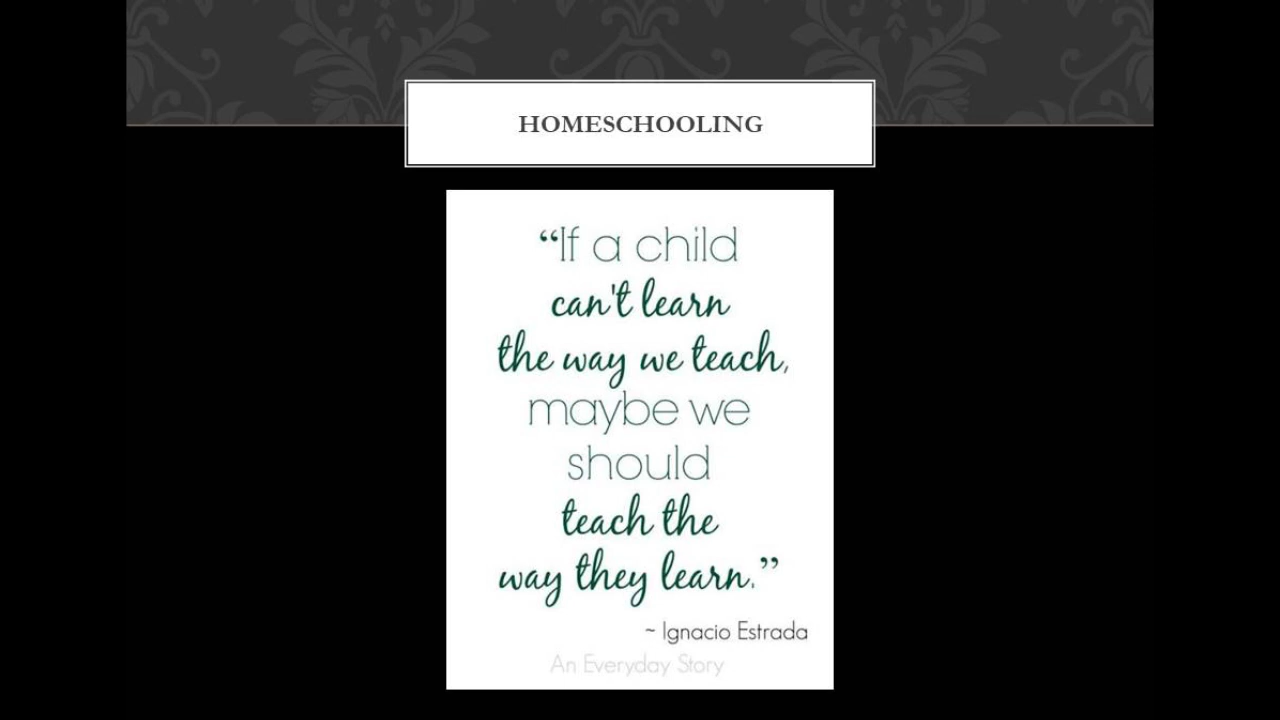 HOMESCHOOLING
“If a child
can't learn
the way we teach,
maybe we
should
teach the
way they learn.”
~ Ignacio Estrada
An Everyday Story